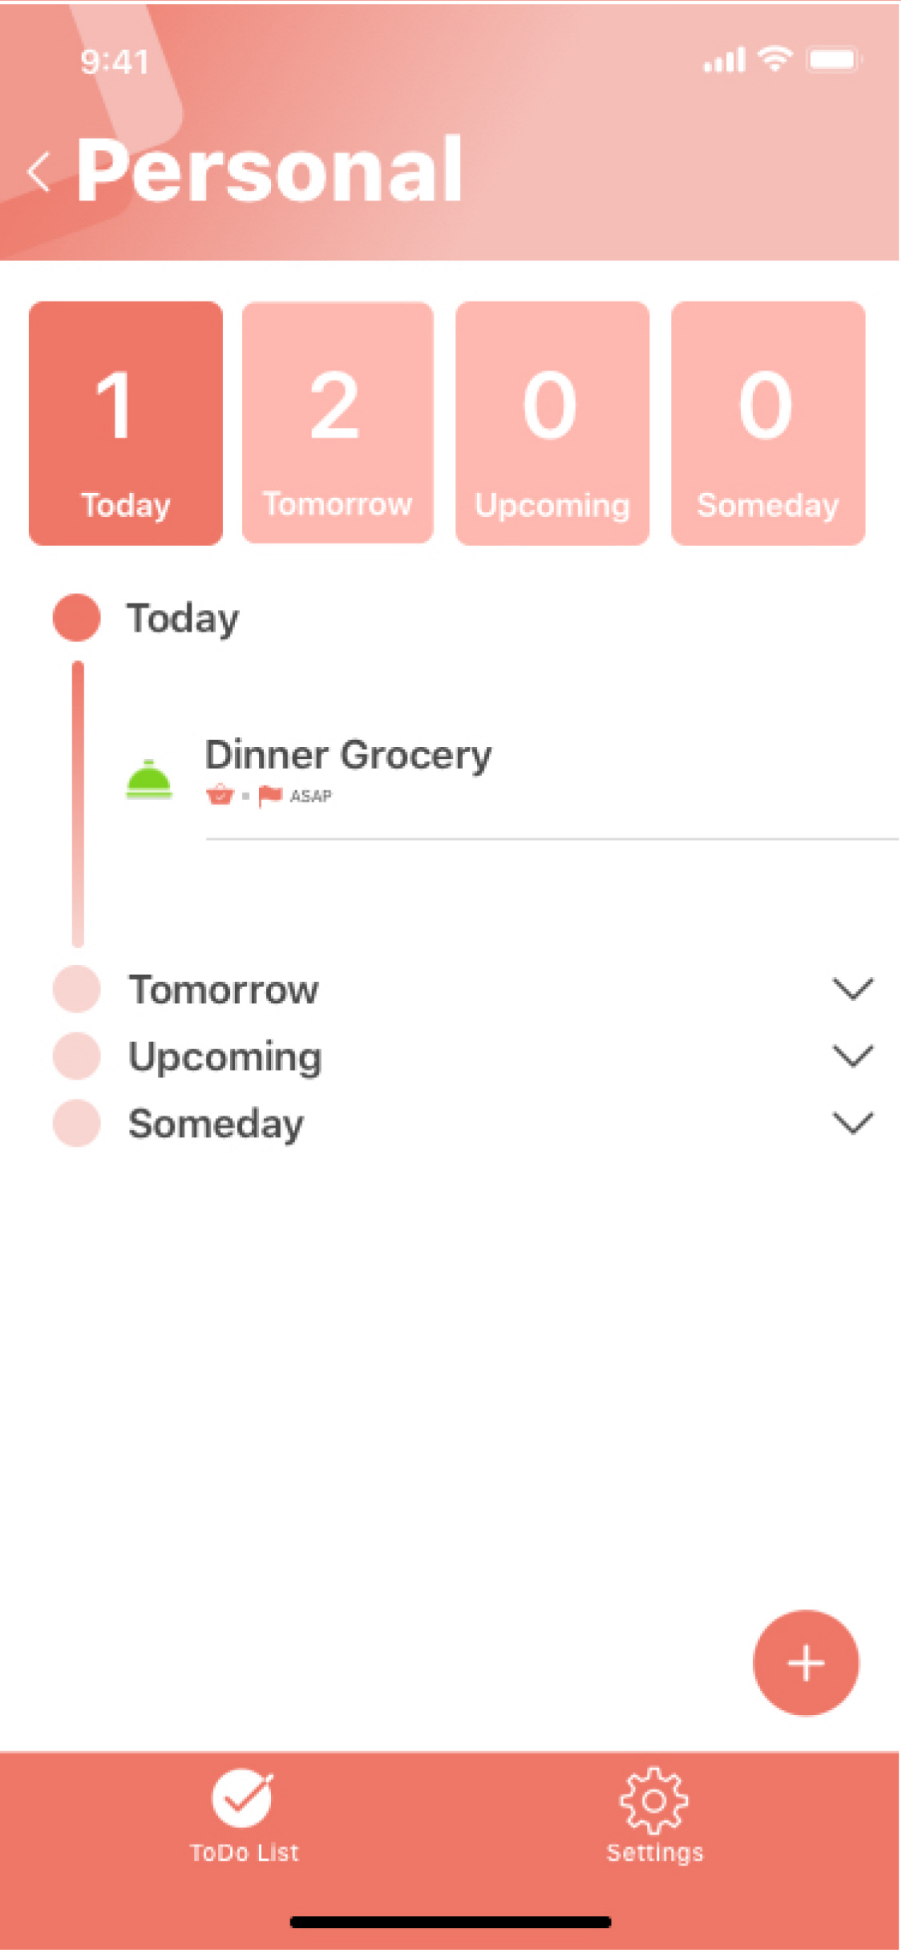 9:41
Personal
1 2 0 0
Today Tomorrow Upcoming Someday
Today
Dinner Grocery
ASAP
Tomorrow
Upcoming
Someday
ToDo List Settings